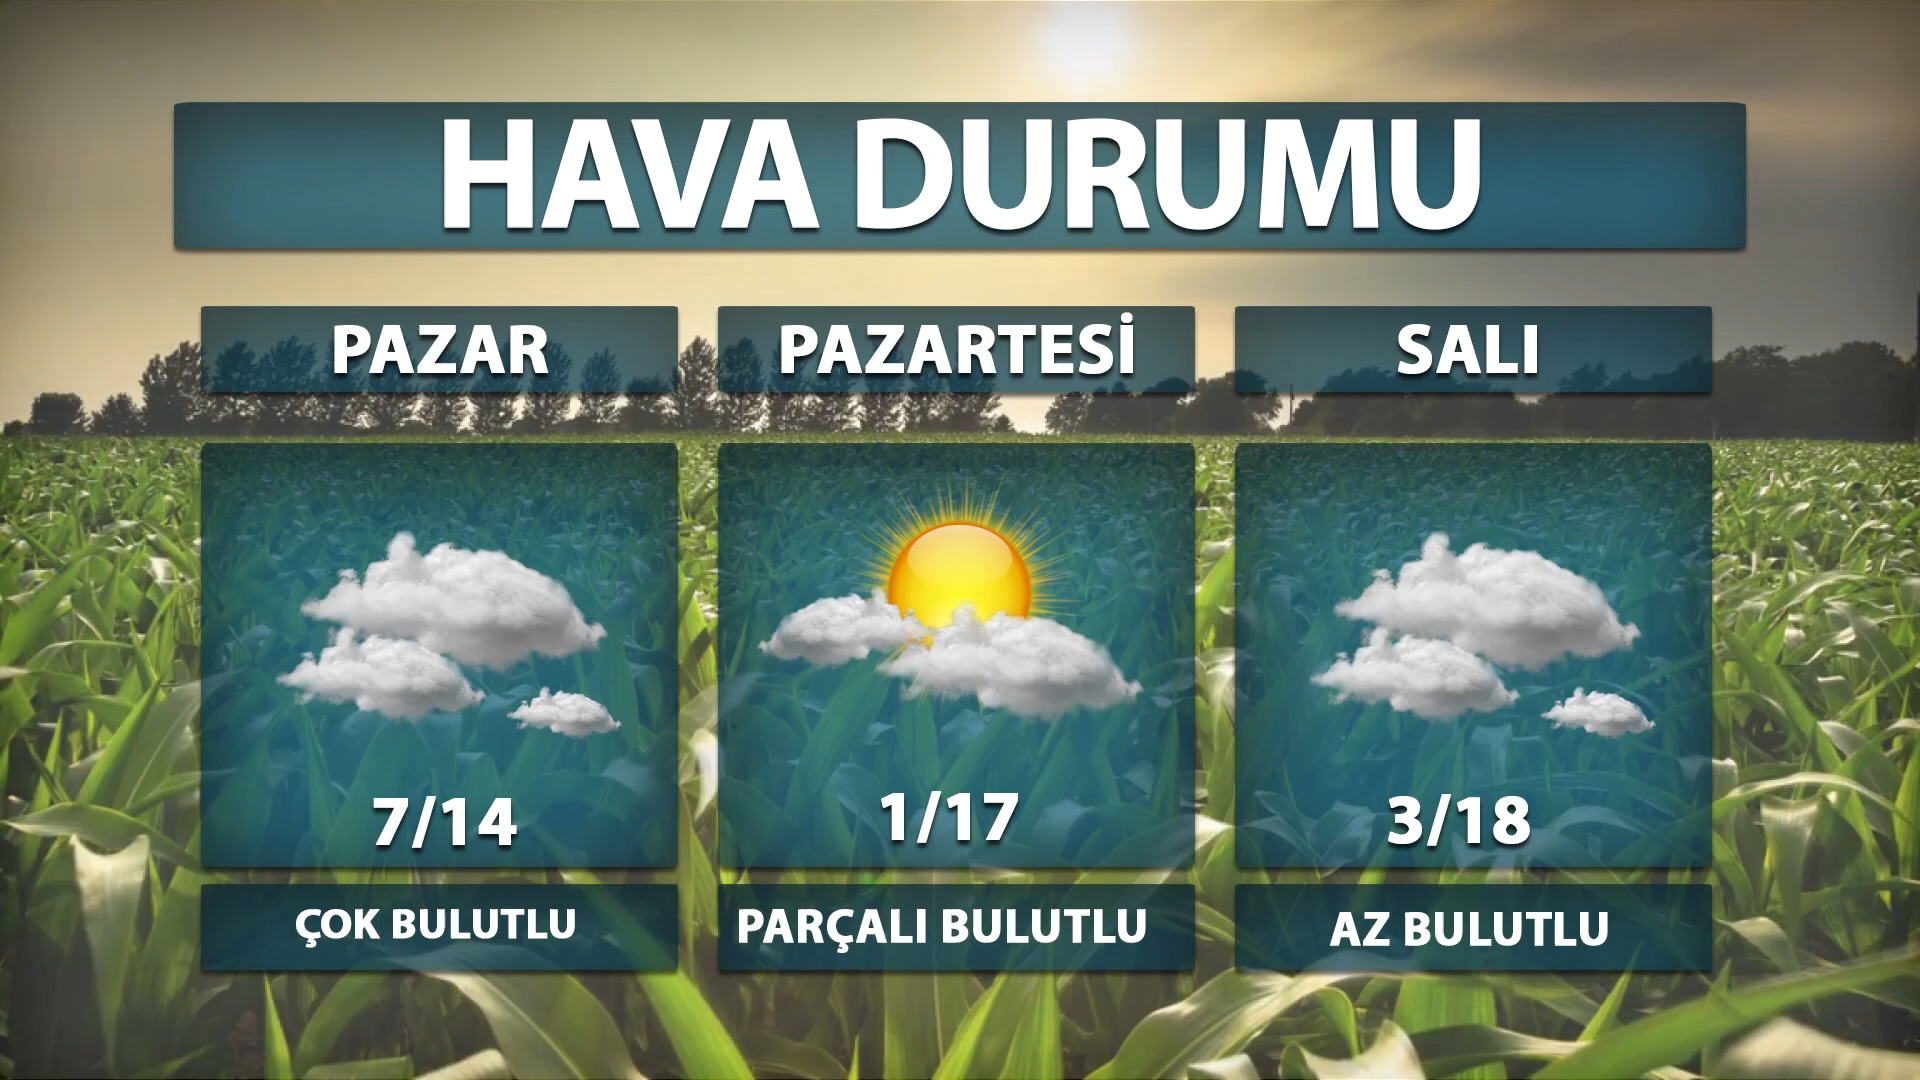 HAVA DURUMU
PAZAR
PAZARTESİ
SALI
7/14
1/17
3/18
ÇOK BULUTLU
PARÇALI BULUTLU
AZ BULUTLU